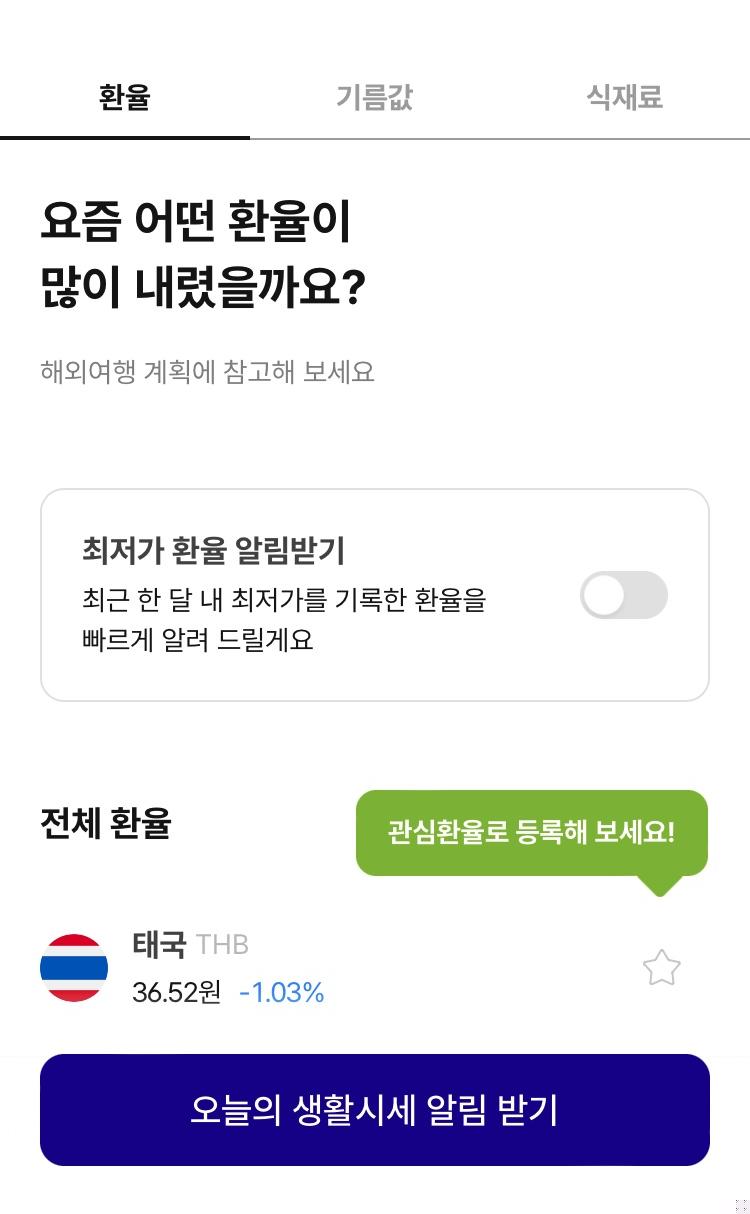 환율 기름값 식재료
요즘 어떤 환율이
많이 내렸을까요?
해외여행 계획에 참고해 보세요
최저가 환율 알림받기
최근 한 달 내 최저가를 기록한 환율을
빠르게 알려 드릴게요
전체 환율
관심환율로 등록해 보세요!
태국 THB
36.52원 -1.03%
오늘의 생활시세 알림 받기